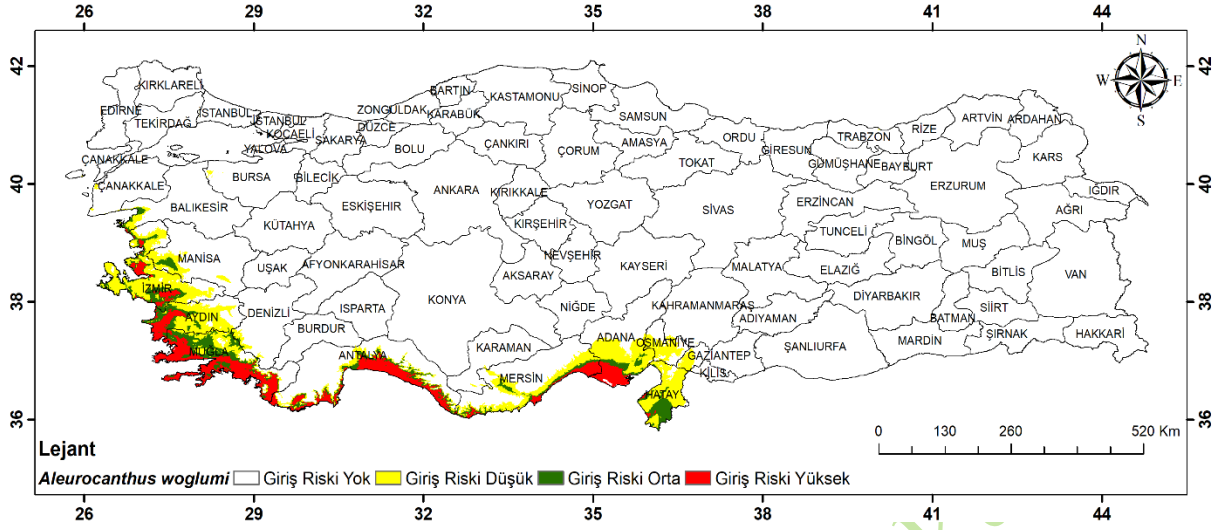 26 29 32 35 38 41 44
N
W E
S
42 42
KIRKLARELİ
EDİRNE
TEKİRDAĞ
İSTANBUL
İSTANBUL
KOCAELİ
YALOVA
SAKARYA
DÜZCE
ZONGULDAK
BARTIN
KARABÜK
KASTAMONU
SİNOP
SAMSUN
ORDU
GİRESUN
TRABZON
RİZE
ARTVİN
ARDAHAN
ÇANAKKALE
ÇANAKKALE
BURSA
BİLECİK
BOLU
ÇANKIRI
ÇORUM
AMASYA
TOKAT
GÜMÜŞHANE
BAYBURT
KARS
40 40
BALIKESİR
KÜTAHYA
ESKİŞEHİR
ANKARA
KIRIKKALE
KIRŞEHİR
YOZGAT
SİVAS
ERZİNCAN
ERZURUM
IĞDIR
AĞRI
MANİSA
UŞAK
AFYONKARAHİSAR
AKSARAY
NEVŞEHİR
KAYSERİ
MALATYA
TUNCELİ
ELAZIĞ
BİNGÖL
MUŞ
BİTLİS
VAN
38 38
İZMİR
AYDIN
DENİZLİ
ISPARTA
BURDUR
KONYA
NİĞDE
KAHRAMANMARAŞ
ADIYAMAN
DİYARBAKIR
BATMAN
SİİRT
ŞIRNAK
HAKKARİ
MUĞLA
ANTALYA
KARAMAN
MERSİN
ADANA
OSMANİYE
GAZİANTEP
KİLİS
ŞANLIURFA
MARDİN
HATAY
36 36
0 130 260 520 Km
Lejant
Aleurocanthus woglumi Giriş Riski Yok Giriş Riski Düşük Giriş Riski Orta Giriş Riski Yüksek
26 29 32 35 38 41 44